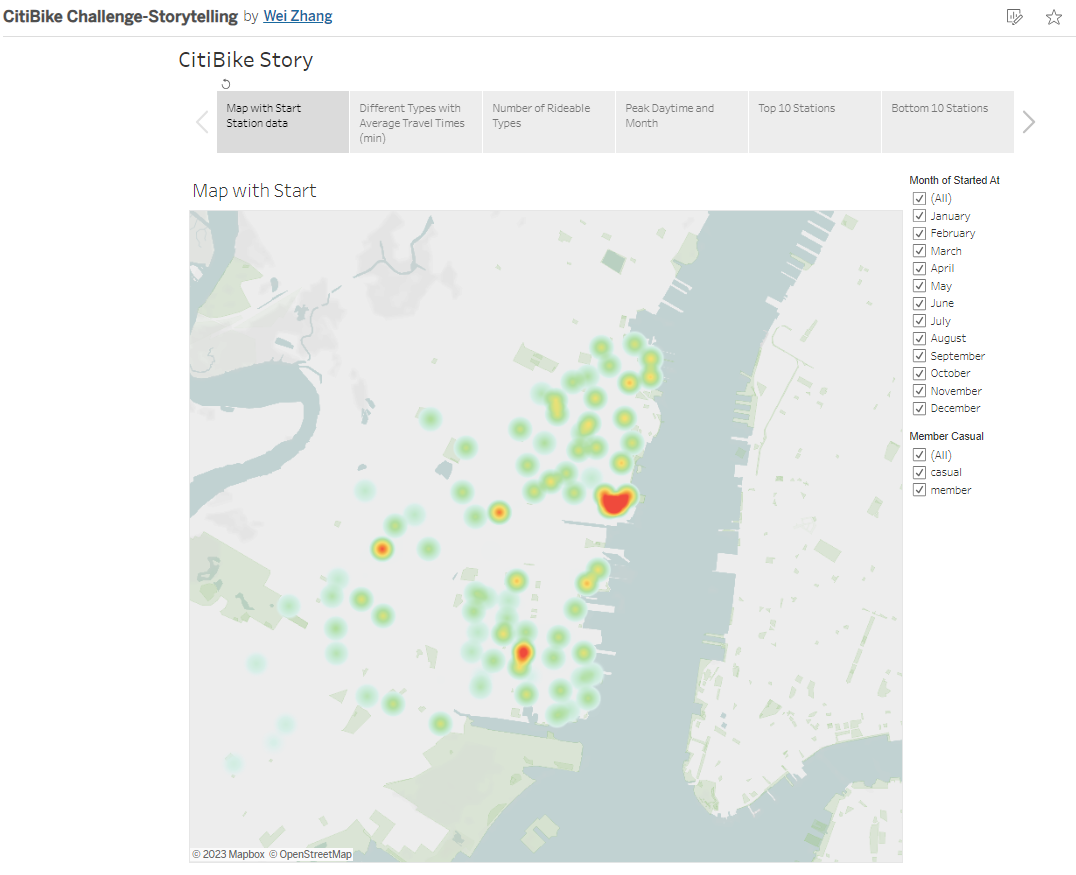 CitiBike Challenge-Storytelling by Wei Zhang
CitiBike Story
Map with Start
Station data
Different Types with
Average Travel Times
(min)
Number of Rideable
Types
Peak Daytime and
Month
Top 10 Stations
Bottom 10 Stations
Map with Start
Month of Started At
(All)
January
February
March
April
May
June
July
August
September
October
November
December
Member Casual
(All)
casual
member
© 2023 Mapbox © OpenStreetMap